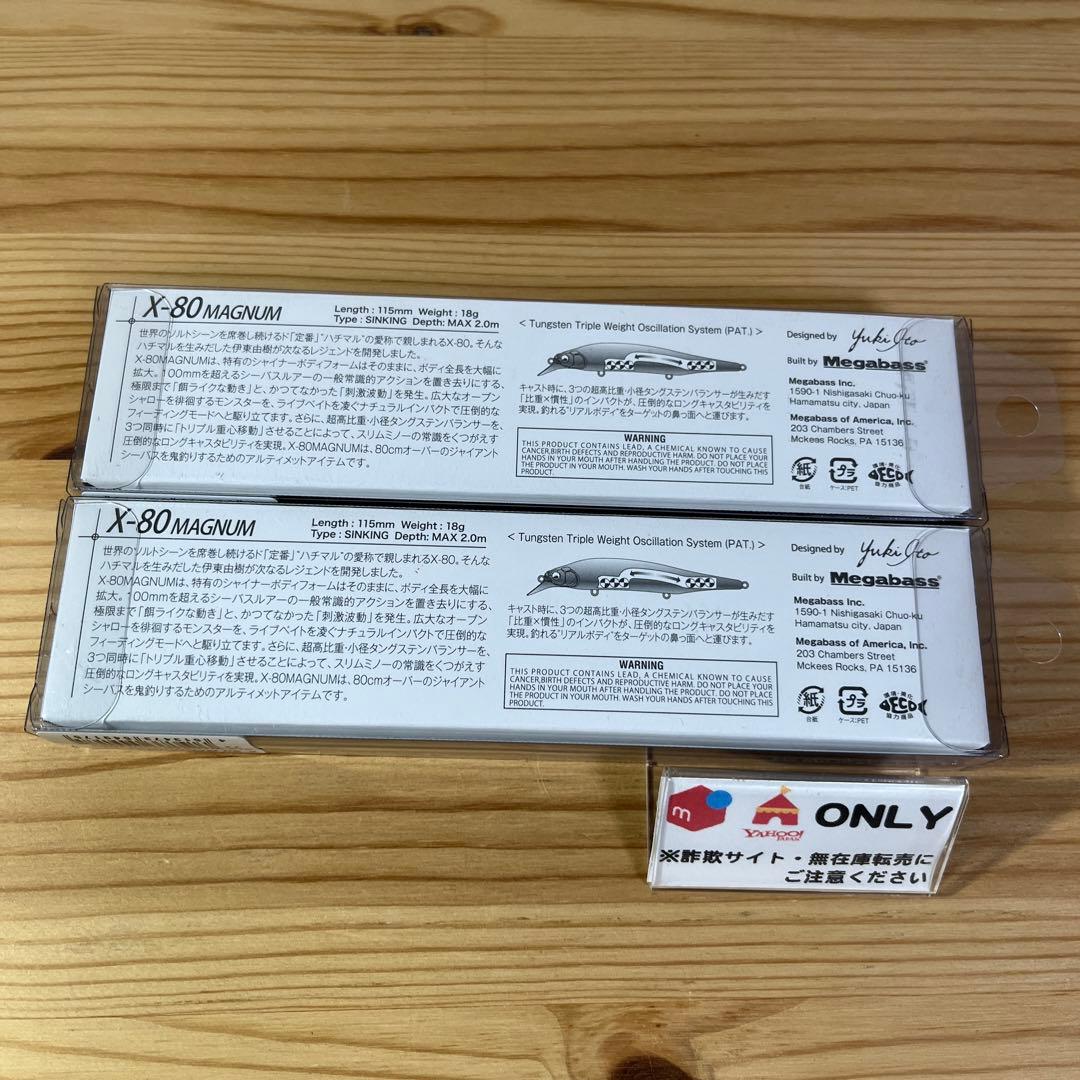 X-80 MAGNUM
Length : 115mm Weight : 18g
Type : SINKING Depth: MAX 2.0m
世界のソルトシーンを席巻し続けるド「定番」"ハチマル"の愛称で親しまれるX-80。そんな
ハチマルを生みだした伊東由樹が次なるレジェンドを開発しました。
X-80MAGNUMは、特有のシャイナーボディフォームはそのままに、ボディ全長を大幅に
拡大。100mmを超えるシーバスルアーの一般常識的アクションを置き去りにする、
極限まで「餌ライクな動き」と、かつてなかった「刺激波動」を発生。広大なオープン
シャローを徘徊するモンスターを、ライブベイトを凌ぐナチュラルインパクトで圧倒的な
フィーディングモードへと駆り立てます。さらに、超高比重・小径タングステンバランサーを、
3つ同時に「トリプル重心移動」させることによって、スリムミノーの常識をくつがえす
圧倒的なロングキャスタビリティを実現。X-80MAGNUMは、80cmオーバーのジャイアント
シーバスを鬼釣りするためのアルティメットアイテムです。
< Tungsten Triple Weight Oscillation System (PAT.) >
キャスト時に、3つの超高比重・小径タングステンバランサーが生みだす
"比重×慣性"のインパクトが、圧倒的なロングキャスタビリティを
実現。釣れる"リアルボディ"をターゲットの鼻っ面へと運びます。
WARNING
THIS PRODUCT CONTAINS LEAD, A CHEMICAL KNOWN TO CAUSE
CANCER,BIRTH DEFECTS AND REPRODUCTIVE HARM. DO NOT PLACE YOUR
HANDS IN YOUR MOUTH AFTER HANDLING THE PRODUCT. DO NOT PLACE
THE PRODUCT IN YOUR MOUTH. WASH YOUR HANDS AFTER TOUCHING THIS
PRODUCT.
Designed by Yuki Ito
Built by Megabass®
Megabass Inc.
1590-1 Nishigasaki Chuo-ku
Hamamatsu city, Japan
Megabass of America, Inc.
203 Chambers Street
Mckees Rocks, PA 15136
紙
台紙
プラ
ケース:PET
環境・美化
ECO
協力商品
X-80 MAGNUM
Length : 115mm Weight : 18g
Type : SINKING Depth: MAX 2.0m
世界のソルトシーンを席巻し続けるド「定番」"ハチマル"の愛称で親しまれるX-80。そんな
ハチマルを生みだした伊東由樹が次なるレジェンドを開発しました。
X-80MAGNUMは、特有のシャイナーボディフォームはそのままに、ボディ全長を大幅に
拡大。100mmを超えるシーバスルアーの一般常識的アクションを置き去りにする、
極限まで「餌ライクな動き」と、かつてなかった「刺激波動」を発生。広大なオープン
シャローを徘徊するモンスターを、ライブベイトを凌ぐナチュラルインパクトで圧倒的な
フィーディングモードへと駆り立てます。さらに、超高比重・小径タングステンバランサーを、
3つ同時に「トリプル重心移動」させることによって、スリムミノーの常識をくつがえす
圧倒的なロングキャスタビリティを実現。X-80MAGNUMは、80cmオーバーのジャイアント
シーバスを鬼釣りするためのアルティメットアイテムです。
< Tungsten Triple Weight Oscillation System (PAT.) >
キャスト時に、3つの超高比重・小径タングステンバランサーが生みだす
"比重×慣性"のインパクトが、圧倒的なロングキャスタビリティを
実現。釣れる"リアルボディ"をターゲットの鼻っ面へと運びます。
WARNING
THIS PRODUCT CONTAINS LEAD, A CHEMICAL KNOWN TO CAUSE
CANCER,BIRTH DEFECTS AND REPRODUCTIVE HARM. DO NOT PLACE YOUR
HANDS IN YOUR MOUTH AFTER HANDLING THE PRODUCT. DO NOT PLACE
THE PRODUCT IN YOUR MOUTH. WASH YOUR HANDS AFTER TOUCHING THIS
PRODUCT.
Designed by Yuki Ito
Built by Megabass®
Megabass Inc.
1590-1 Nishigasaki Chuo-ku
Hamamatsu city, Japan
Megabass of America, Inc.
203 Chambers Street
Mckees Rocks, PA 15136
紙
台紙
プラ
ケース:PET
環境・美化
ECO
協力商品
m YAHOO! JAPAN ONLY
※詐欺サイト・無在庫転売に
ご注意ください